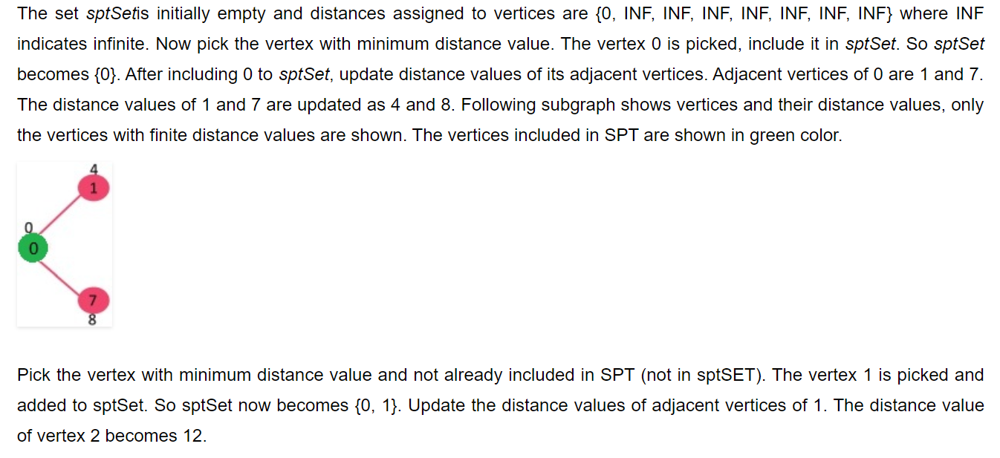 The set sptSetis initially empty and distances assigned to vertices are {0, INF, INF, INF, INF, INF, INF, INF} where INF
indicates infinite. Now pick the vertex with minimum distance value. The vertex 0 is picked, include it in sptSet. So sptSet
becomes {0}. After including 0 to sptSet, update distance values of its adjacent vertices. Adjacent vertices of 0 are 1 and 7.
The distance values of 1 and 7 are updated as 4 and 8. Following subgraph shows vertices and their distance values, only
the vertices with finite distance values are shown. The vertices included in SPT are shown in green color.
4
1
0
0
7
8
Pick the vertex with minimum distance value and not already included in SPT (not in sptSET). The vertex 1 is picked and
added to sptSet. So sptSet now becomes {0, 1}. Update the distance values of adjacent vertices of 1. The distance value
of vertex 2 becomes 12.